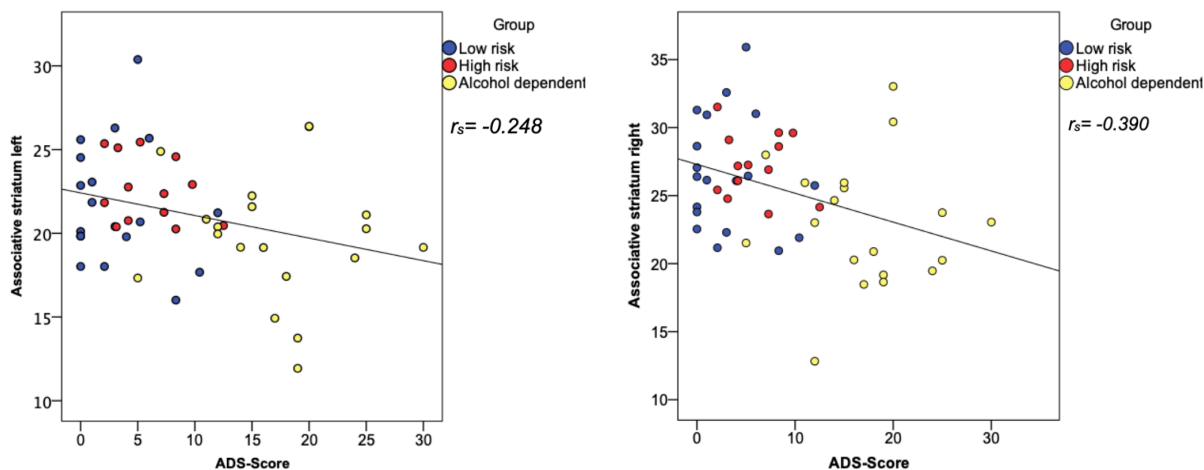 Group
Low risk
High risk
Alcohol dependent
rs= -0.248
Associative striatum left
30
25
20
15
10
0 5 10 15 20 25 30
ADS-Score
Group
Low risk
High risk
Alcohol dependent
rs= -0.390
Associative striatum right
35
30
25
20
15
10
0 10 20 30
ADS-Score